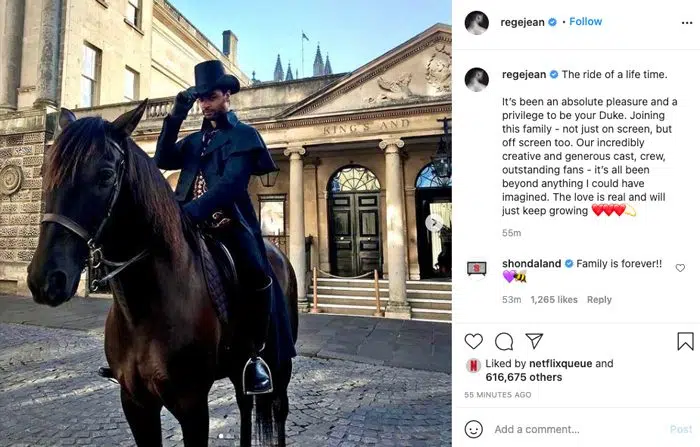 regejean • Follow
regejean The ride of a life time.
It's been an absolute pleasure and a
privilege to be your Duke. Joining
this family - not just on screen, but
off screen too. Our incredibly
creative and generous cast, crew,
outstanding fans - it's all been
beyond anything I could have
imagined. The love is real and will
just keep growing ❤️❤️❤️💫
55m
shondaland Family is forever!!
💜🐝
53m 1,265 likes Reply
Liked by netflixqueue and
616,675 others
55 MINUTES AGO
Add a comment... Post
KING'S AND